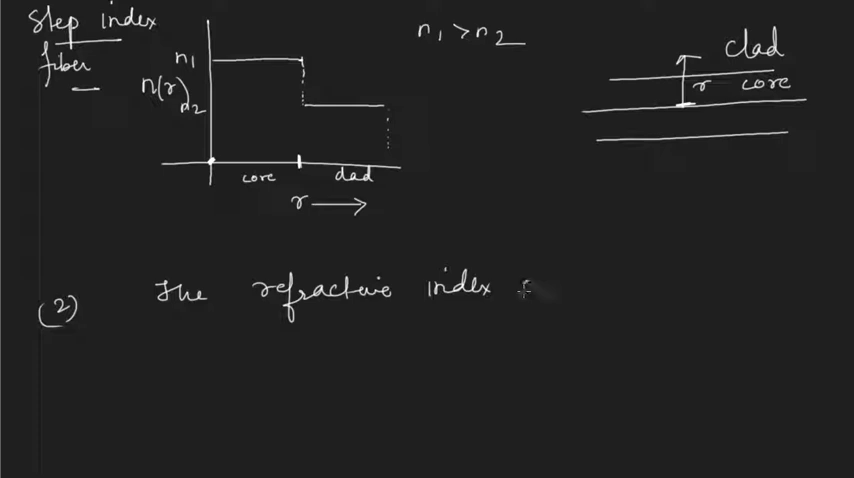 Step index
fiber
n1
n(r)
n2
core
clad
r
n1 > n2
clad
r core
(2) The refractive index